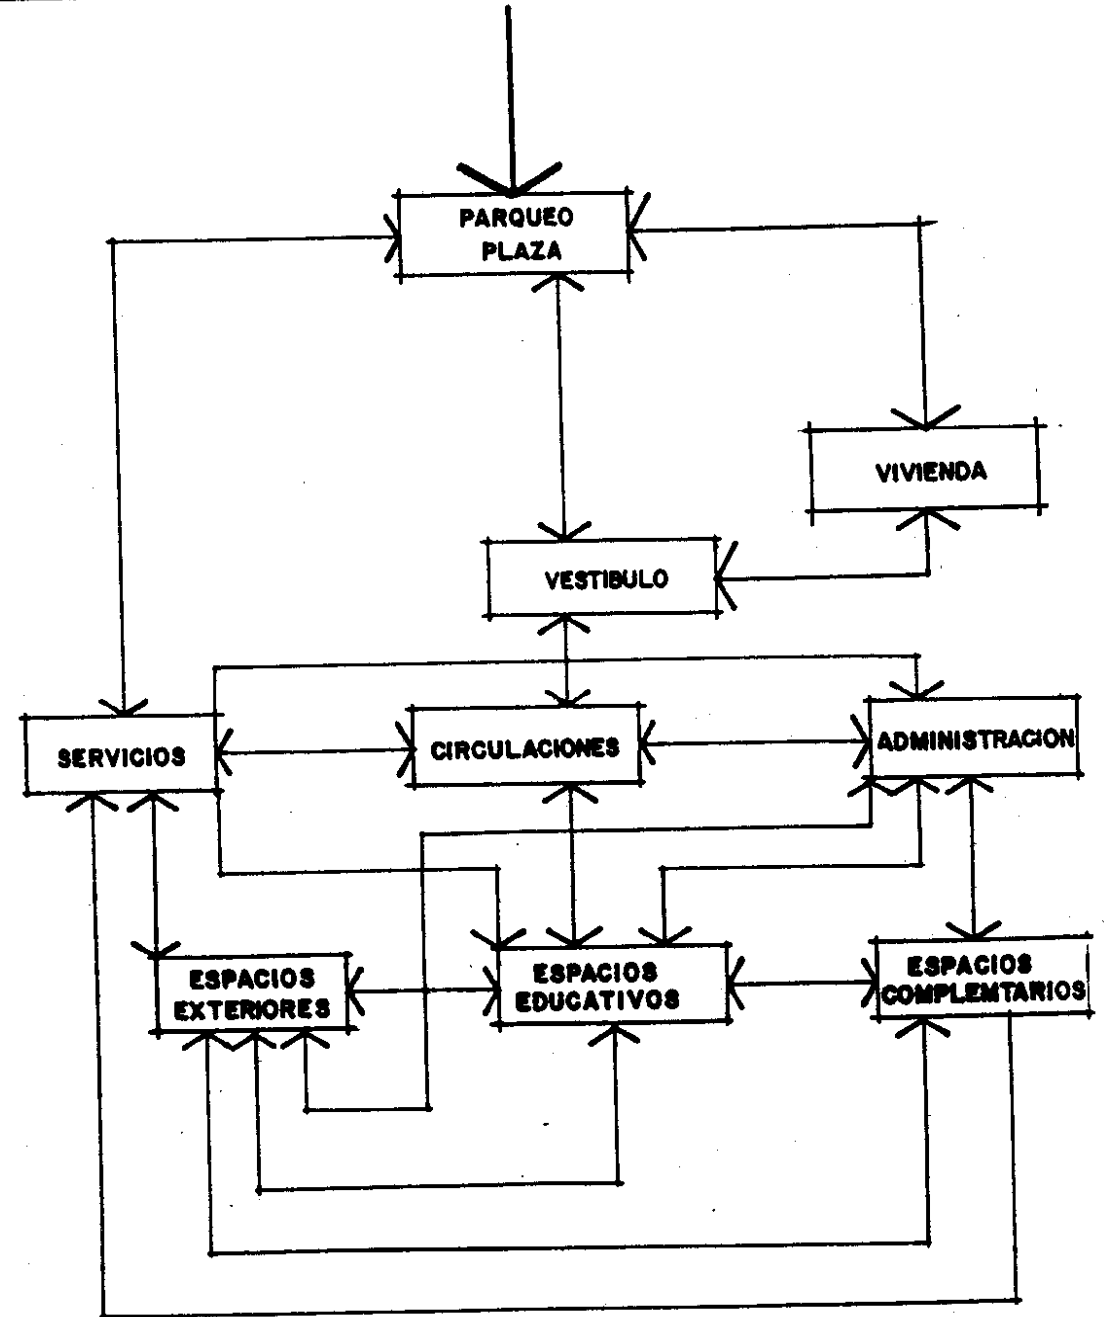 PARQUEO
PLAZA
VIVIENDA
VESTIBULO
SERVICIOS
CIRCULACIONES
ADMINISTRACION
ESPACIOS
EXTERIORES
ESPACIOS
EDUCATIVOS
ESPACIOS
COMPLEMTARIOS